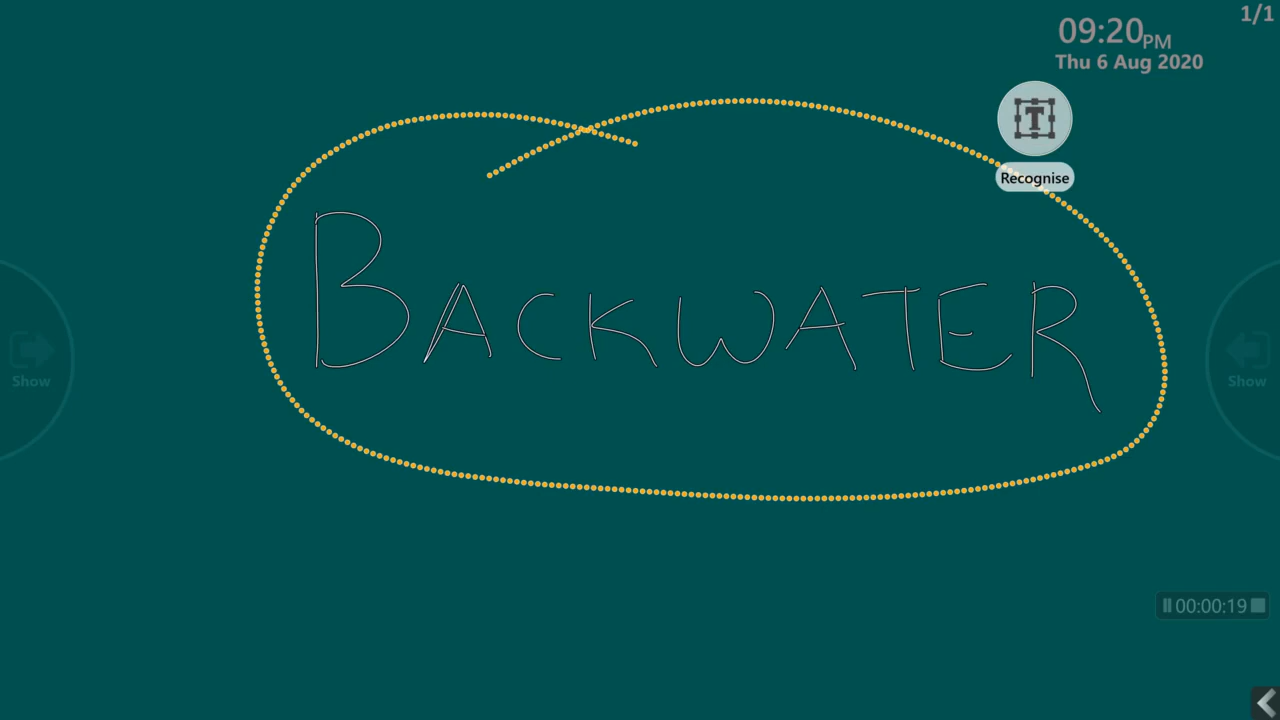 1/1
09:20PM
Thu 6 Aug 2020
Recognise
BACKWATER
Show
Show
00:00:19